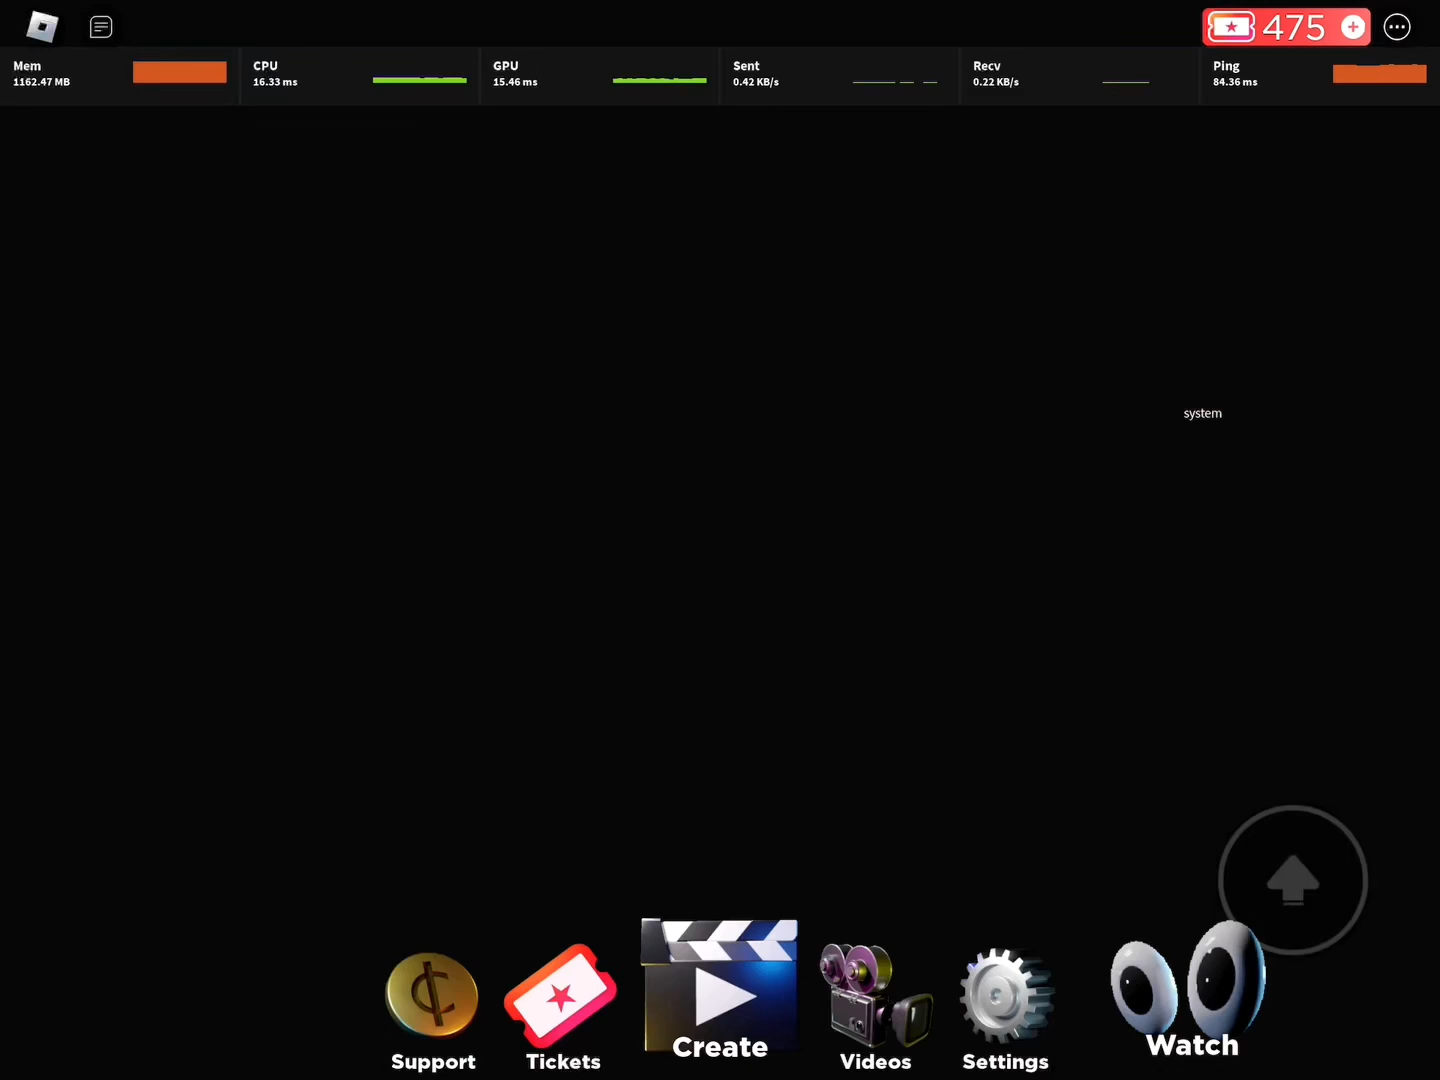 475
Mem
1162.47 MB
CPU
16.33 ms
GPU
15.46 ms
Sent
0.42 KB/s
Recv
0.22 KB/s
Ping
84.36 ms
system
Support
Tickets
Create
Videos
Settings
Watch